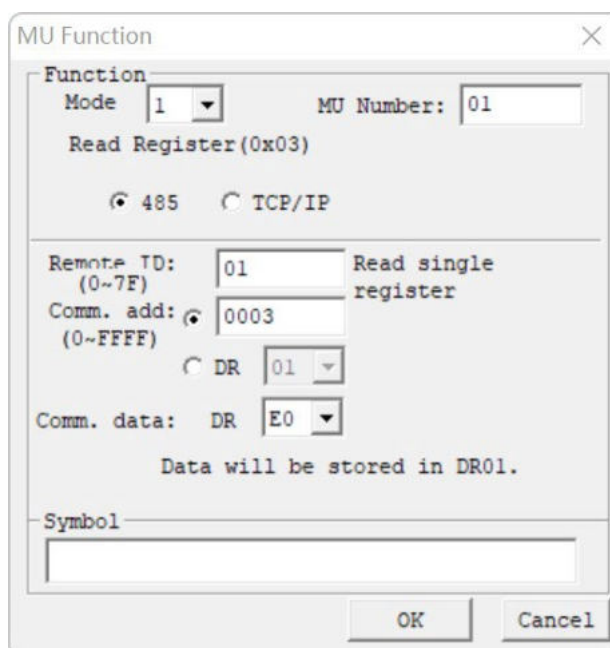 MU Function
Function
Mode 1 MU Number: 01
Read Register(0x03)
485 TCP/IP
Remote ID: 01 Read single
(0~7F) register
Comm. add: 0003
(0~FFFF)
DR 01
Comm. data: DR E0
Data will be stored in DR01.
Symbol
OK Cancel